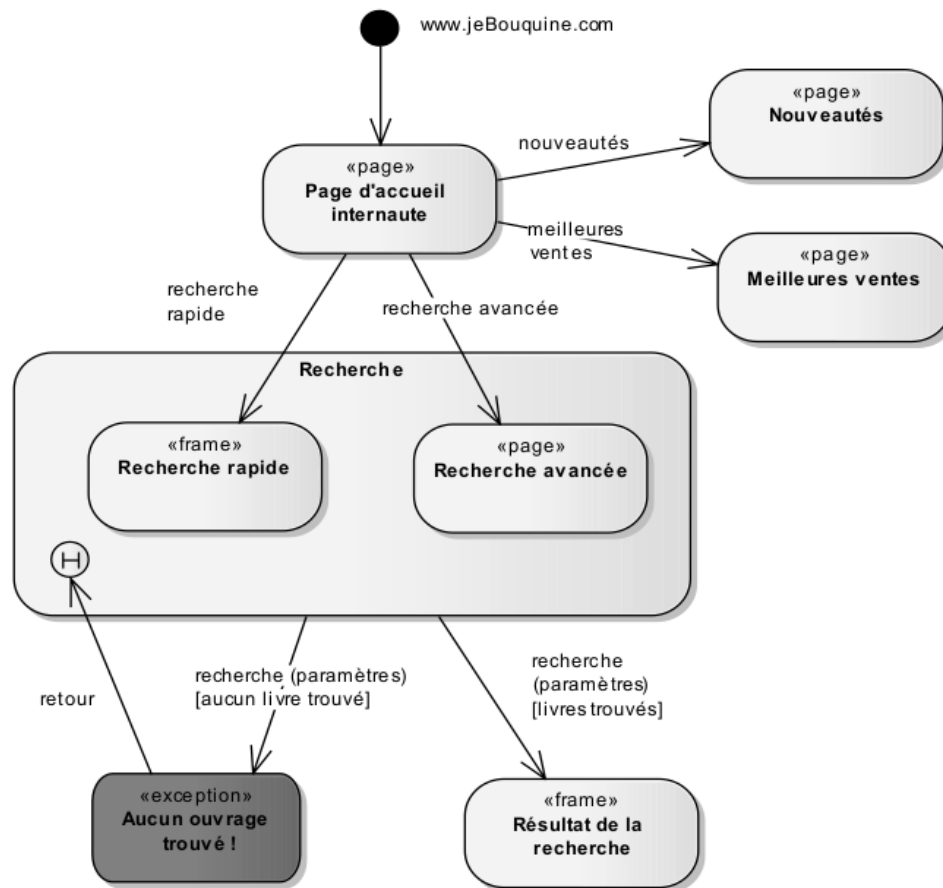 www.jeBouquine.com
«page»
Nouveautés
nouveautés
«page»
Page d'accueil
internaute
meilleures
ventes
«page»
Meilleures ventes
recherche
rapide
recherche avancée
Recherche
«frame»
Recherche rapide
«page»
Recherche avancée
H
retour
recherche (paramètres)
[aucun livre trouvé]
recherche
(paramètres)
[livres trouvés]
«exception»
Aucun ouvrage
trouvé !
«frame»
Résultat de la
recherche